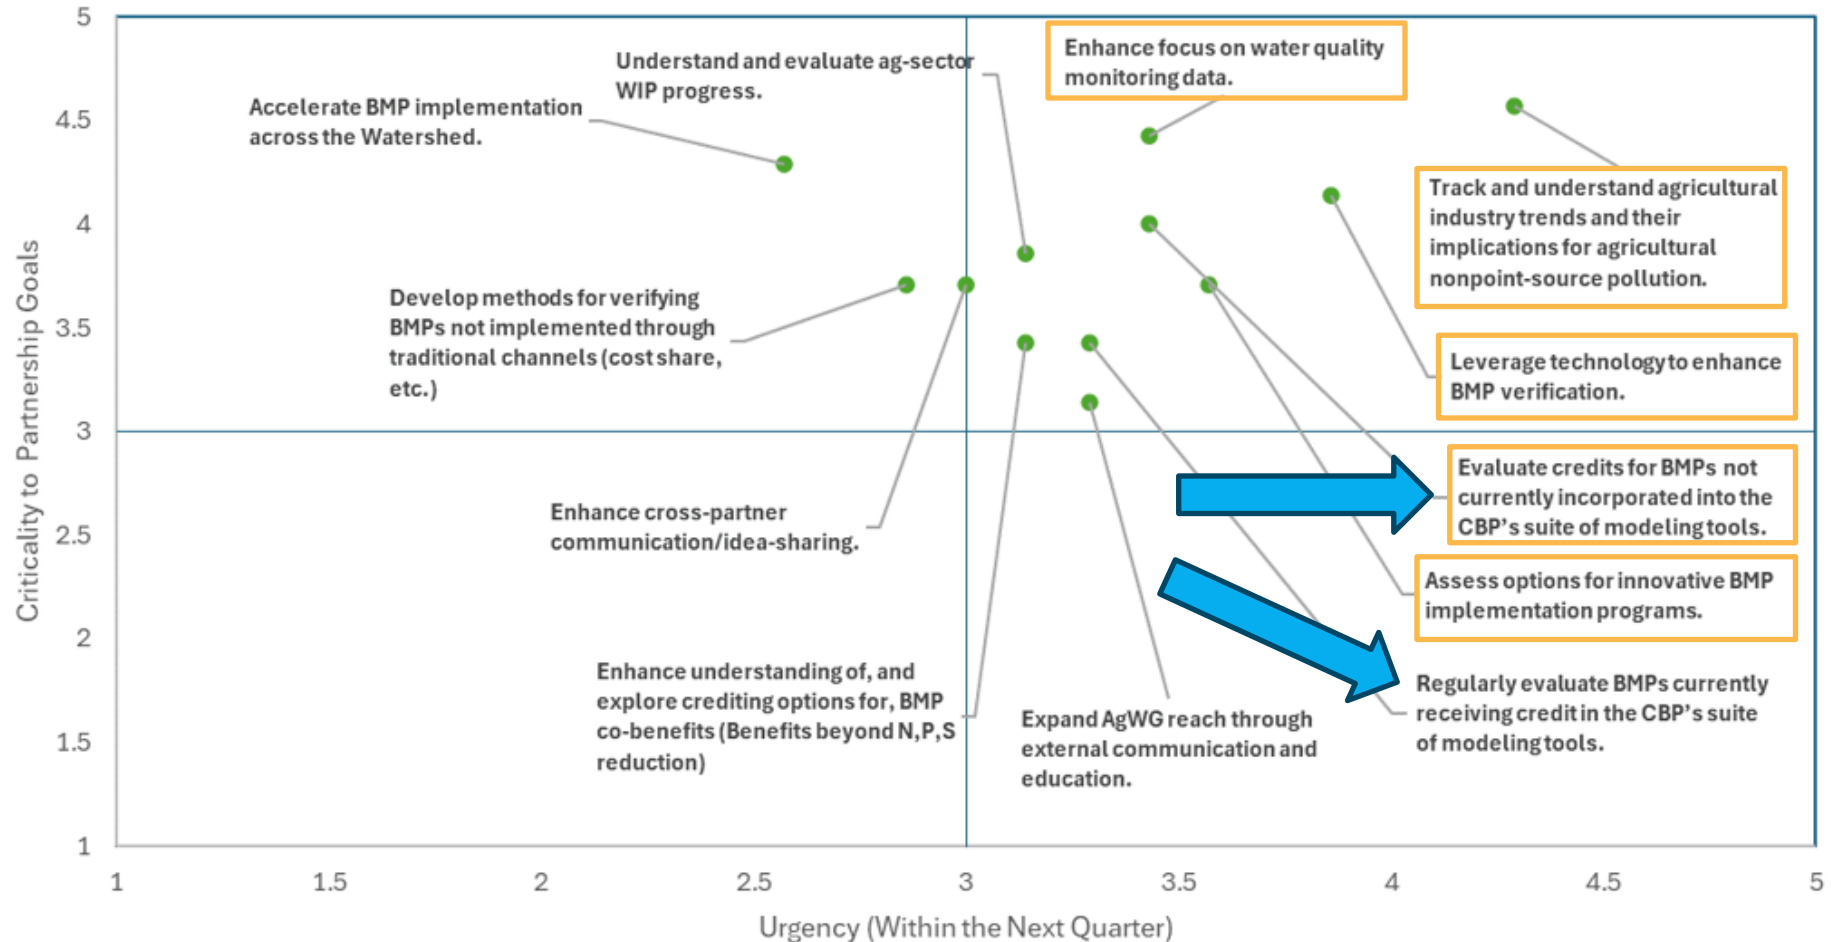 5
4.5
4
3.5
3
2.5
2
1.5
1
Criticality to Partnership Goals
Understand and evaluate ag-sector
WIP progress.
Enhance focus on water quality
monitoring data.
Accelerate BMP implementation
across the Watershed.
Track and understand agricultural
industry trends and their
implications for agricultural
nonpoint-source pollution.
Develop methods for verifying
BMPs not implemented through
traditional channels (cost share,
etc.)
Leverage technology to enhance
BMP verification.
Evaluate credits for BMPs not
currently incorporated into the
CBP’s suite of modeling tools.
Enhance cross-partner
communication/idea-sharing.
Assess options for innovative BMP
implementation programs.
Enhance understanding of, and
explore crediting options for, BMP
co-benefits (Benefits beyond N,P,S
reduction)
Expand AgWG reach through
external communication and
education.
Regularly evaluate BMPs currently
receiving credit in the CBP’s suite
of modeling tools.
1 1.5 2 2.5 3 3.5 4 4.5 5
Urgency (Within the Next Quarter)